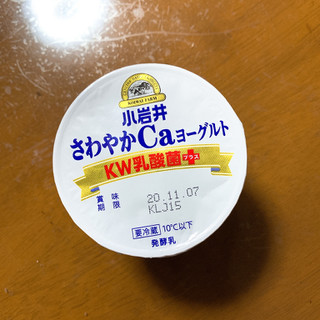 KOIWAI FARM
小岩井
さわやかCaヨーグルト
KW乳酸菌プラス
賞味期限 20.11.07
KLJ15
要冷蔵 10℃以下
発酵乳